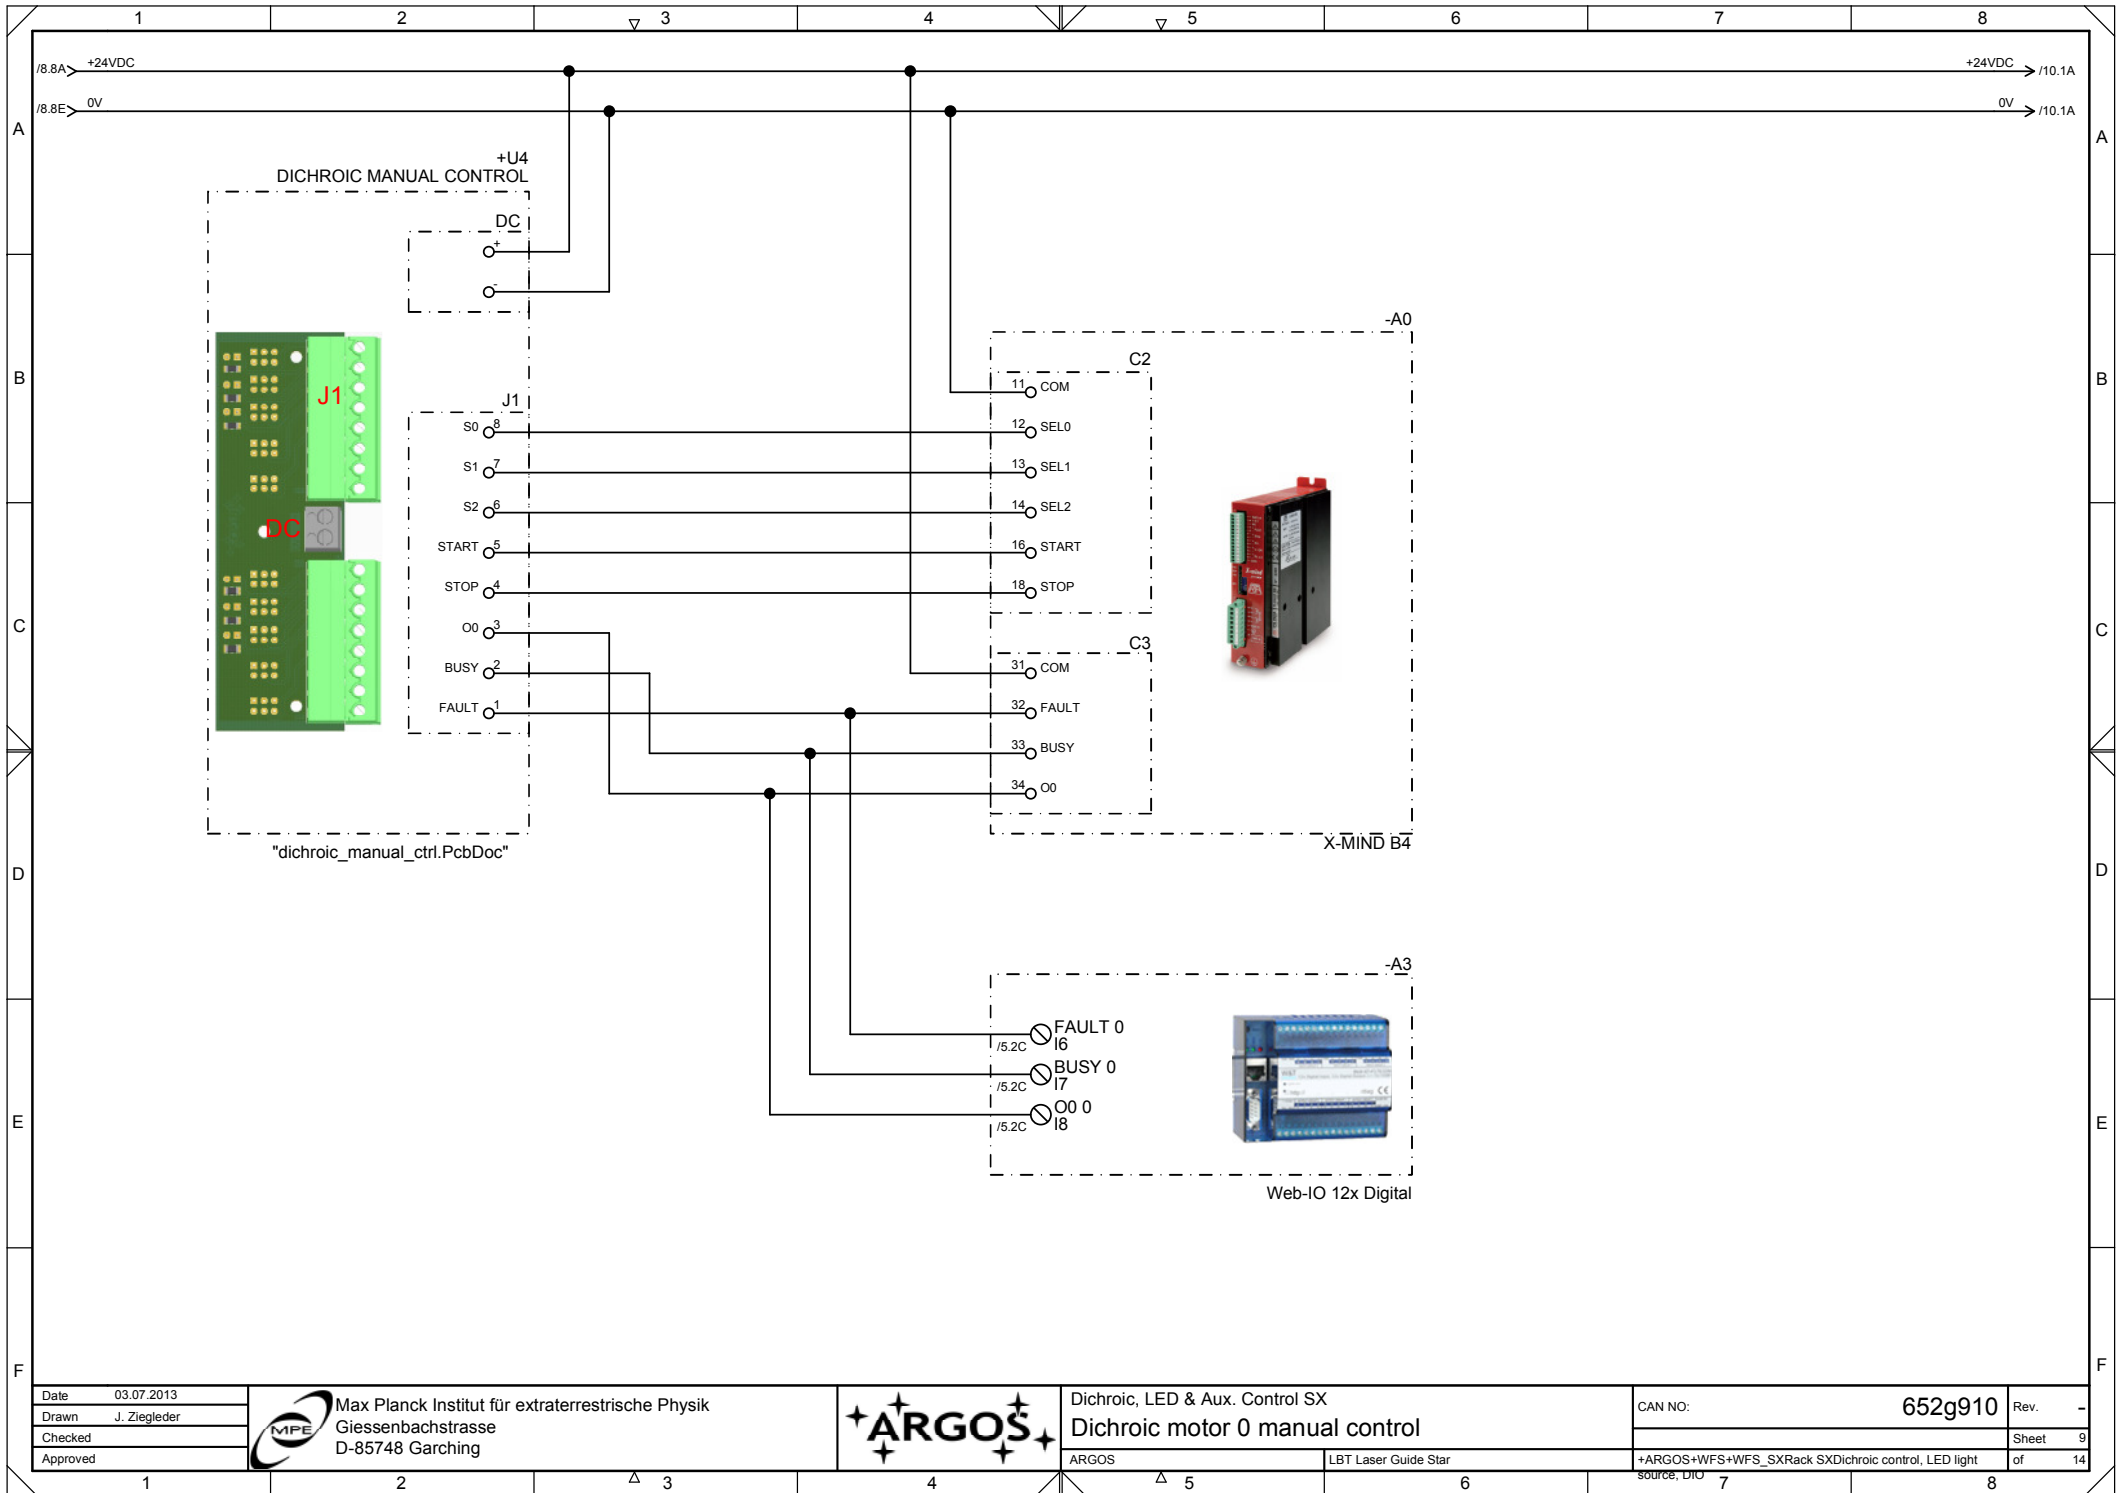 1 2 3 4 5 6 7 8
/8.8A +24VDC +24VDC /10.1A
/8.8E 0V 0V /10.1A
A A
+U4
DICHROIC MANUAL CONTROL
DC
+
-
-A0
C2
B B
J1
J1
11 COM
S0 8 12 SEL0
S1 7 13 SEL1
S2 6 14 SEL2
DC
START 5 16 START
STOP 4 18 STOP
C C
O0 3
C3
BUSY 2 31 COM
FAULT 1 32 FAULT
33 BUSY
34 O0
"dichroic_manual_ctrl.PcbDoc"
X-MIND B4
D D
-A3
/5.2C FAULT 0
I6
/5.2C BUSY 0
I7
/5.2C O0 0
I8
E E
Web-IO 12x Digital
F F
Date 03.07.2013
Drawn J. Ziegleder
Checked
Approved
MPE
Max Planck Institut für extraterrestrische Physik
Giessenbachstrasse
D-85748 Garching
ARGOS
Dichroic, LED & Aux. Control SX
Dichroic motor 0 manual control
ARGOS
LBT Laser Guide Star
CAN NO: 652g910
Rev. -
Sheet 9
of 14
+ARGOS+WFS+WFS_SXRack SXDichroic control, LED light
source, DIO
1 2 3 4 5 6 7 8